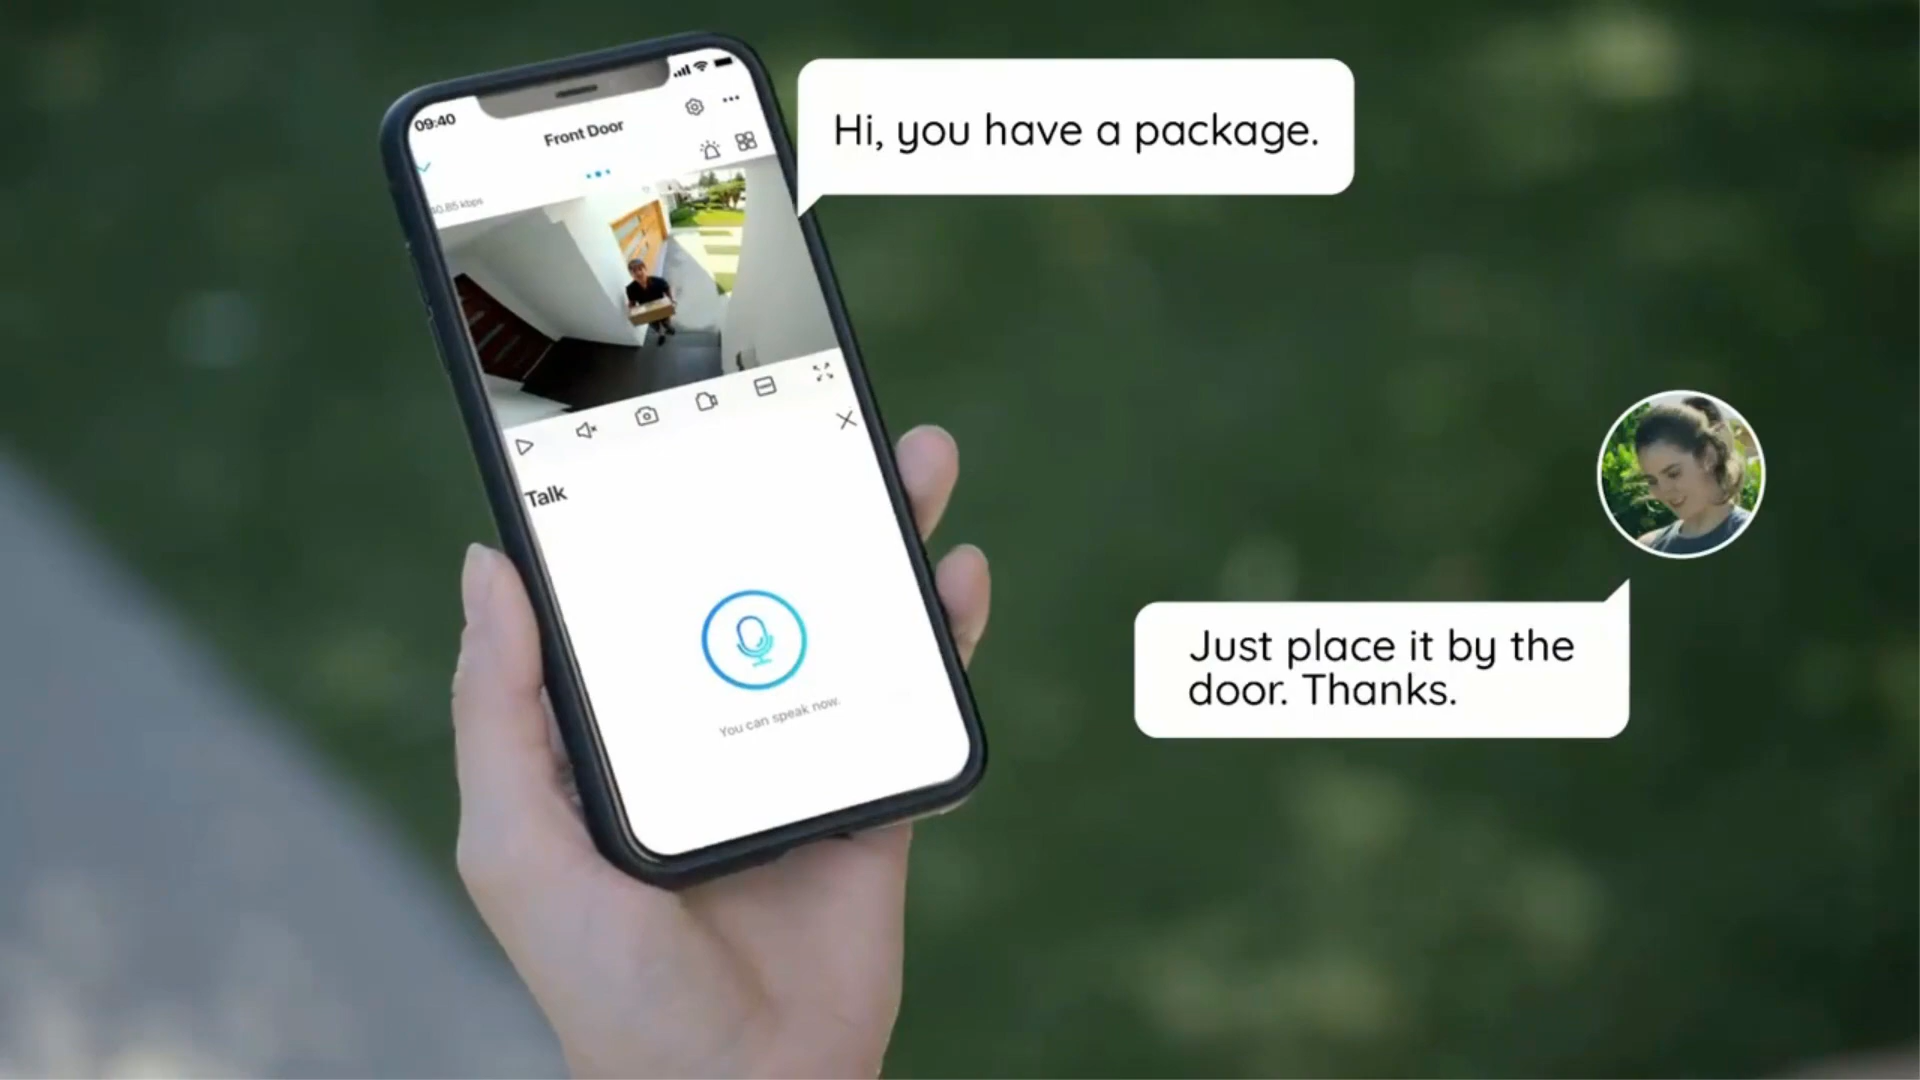 09:40
Front Door
Hi, you have a package.
Talk
Just place it by the
door. Thanks.
You can speak now.